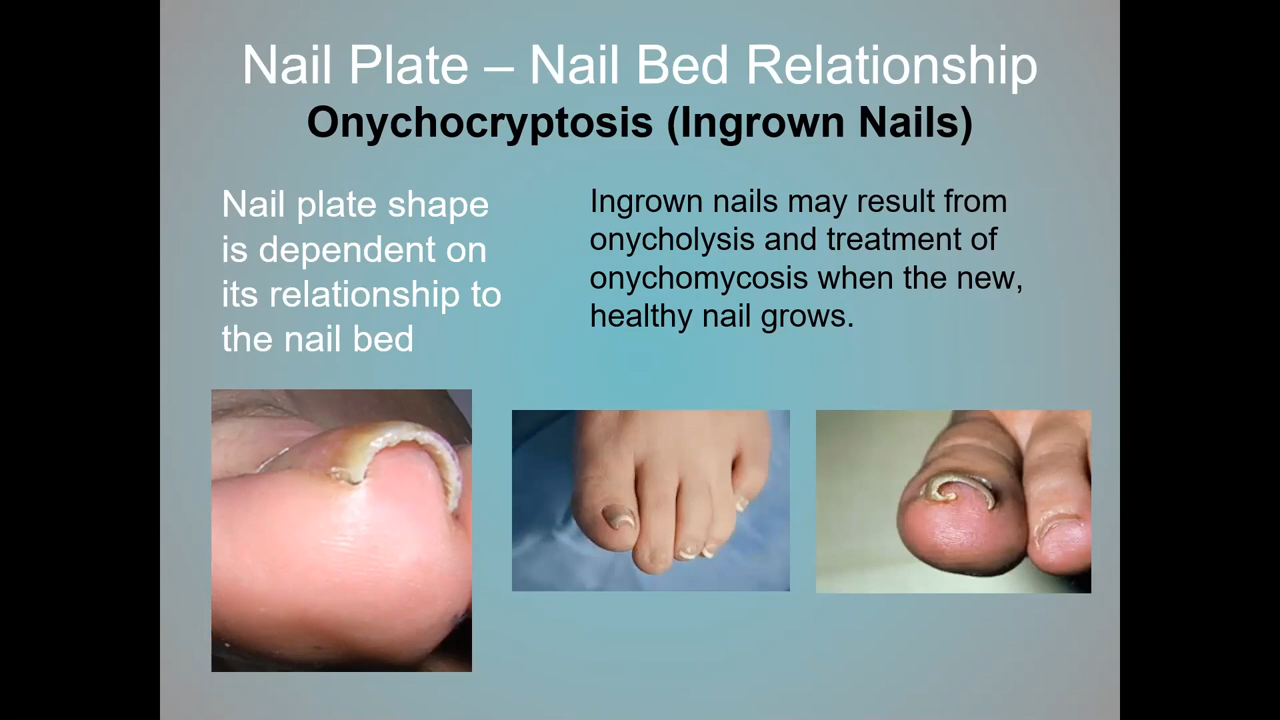 Nail Plate – Nail Bed Relationship
Onychocryptosis (Ingrown Nails)
Nail plate shape
is dependent on
its relationship to
the nail bed
Ingrown nails may result from
onycholysis and treatment of
onychomycosis when the new,
healthy nail grows.